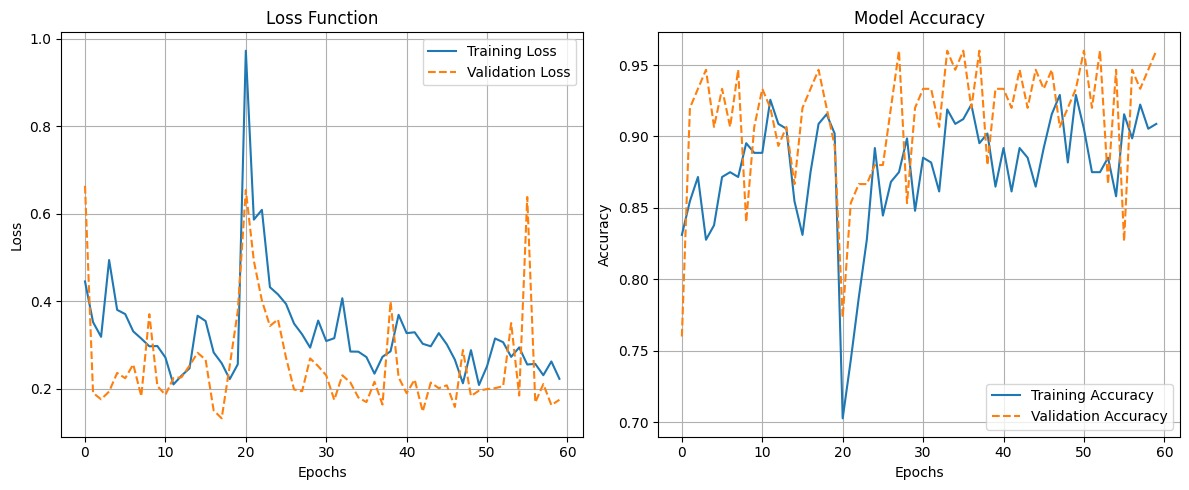 Loss Function
1.0
0.8
0.6
0.4
0.2
Loss
0 10 20 30 40 50 60
Epochs
Training Loss
Validation Loss
Model Accuracy
0.95
0.90
0.85
0.80
0.75
0.70
Accuracy
0 10 20 30 40 50 60
Epochs
Training Accuracy
Validation Accuracy